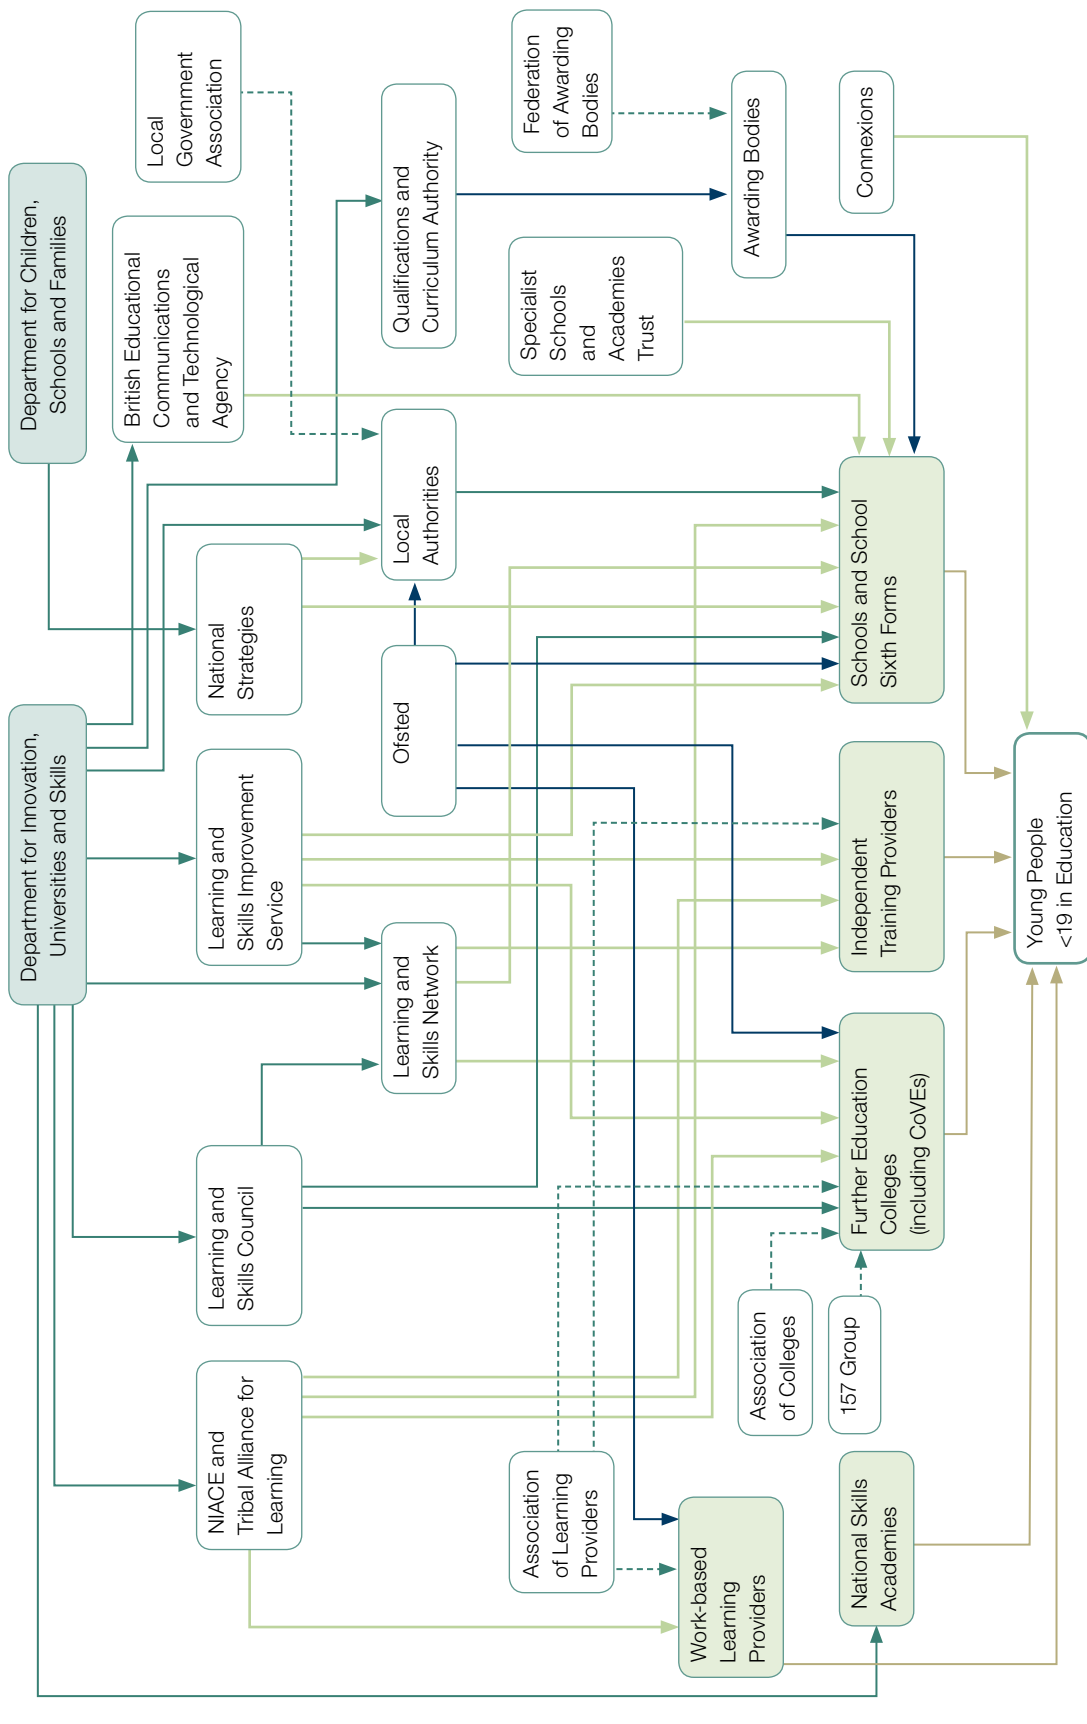 Department for Innovation,
Universities and Skills
Department for Children,
Schools and Families
British Educational
Communications
and Technological
Agency
Local
Government
Association
NIACE and
Tribal Alliance for
Learning
Learning and
Skills Council
Learning and
Skills Improvement
Service
National
Strategies
Learning and
Skills Network
Ofsted
Local
Authorities
Qualifications and
Curriculum Authority
Association
of Learning
Providers
Specialist
Schools
and
Academies
Trust
Federation
of Awarding
Bodies
Work-based
Learning
Providers
Association
of Colleges
157 Group
Awarding Bodies
National Skills
Academies
Further Education
Colleges
(including CoVEs)
Independent
Training Providers
Schools and School
Sixth Forms
Connexions
Young People
<19 in Education